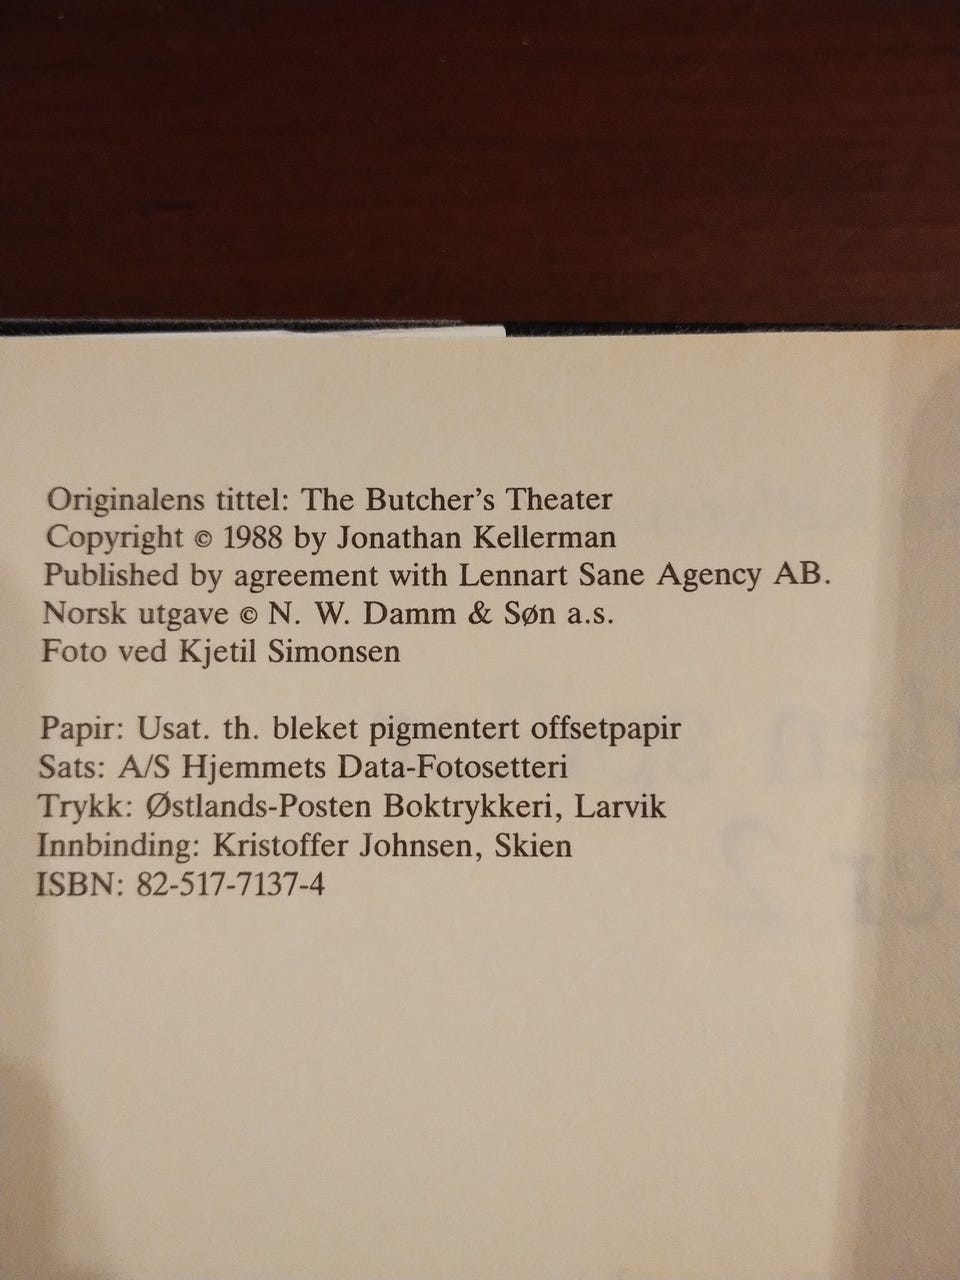 Originalens tittel: The Butcher's Theater
Copyright © 1988 by Jonathan Kellerman
Published by agreement with Lennart Sane Agency AB.
Norsk utgave © N. W. Damm & Søn a.s.
Foto ved Kjetil Simonsen
Papir: Usat. th. bleket pigmentert offsetpapir
Sats: A/S Hjemmets Data-Fotosetteri
Trykk: Østlands-Posten Boktrykkeri, Larvik
Innbinding: Kristoffer Johnsen, Skien
ISBN: 82-517-7137-4